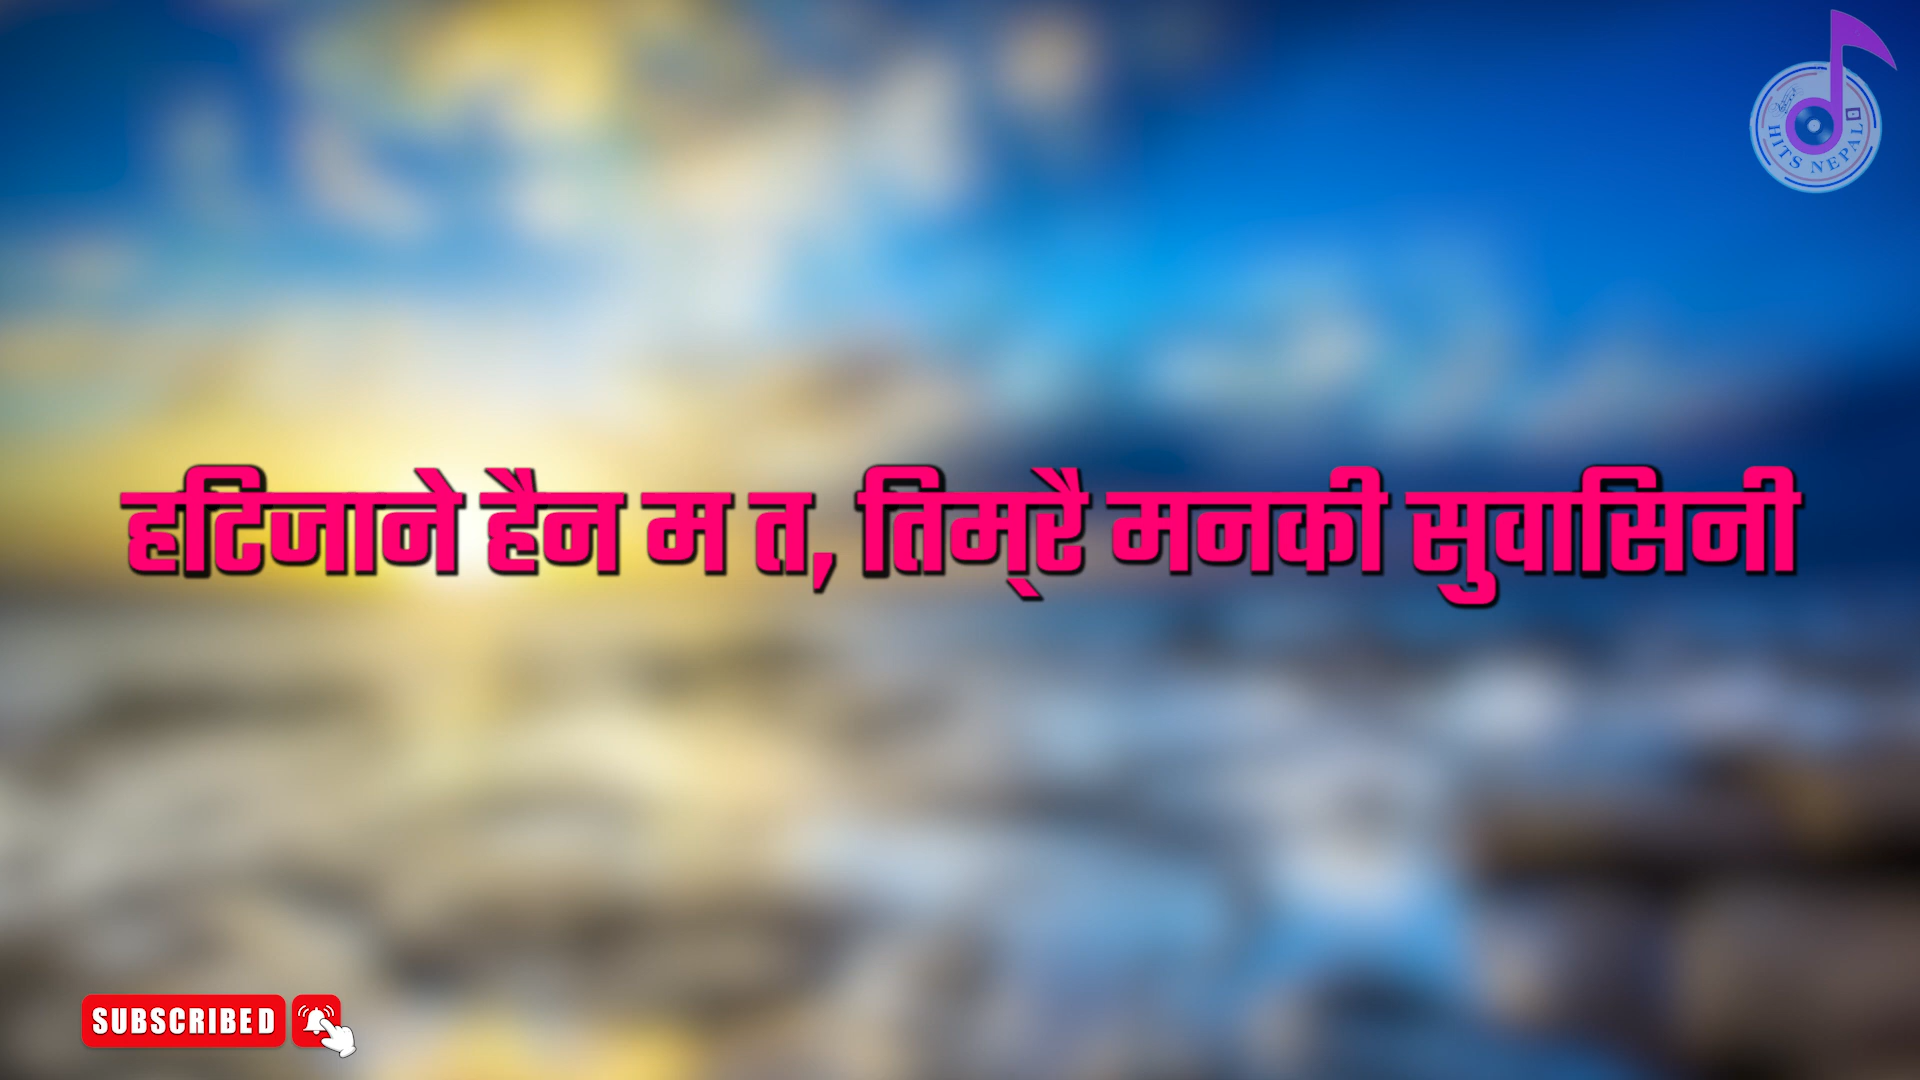 HITS NEPAL
हटिजाने हैन म त, तिम्‌रै मनकी सुवासिनी
SUBSCRIBED